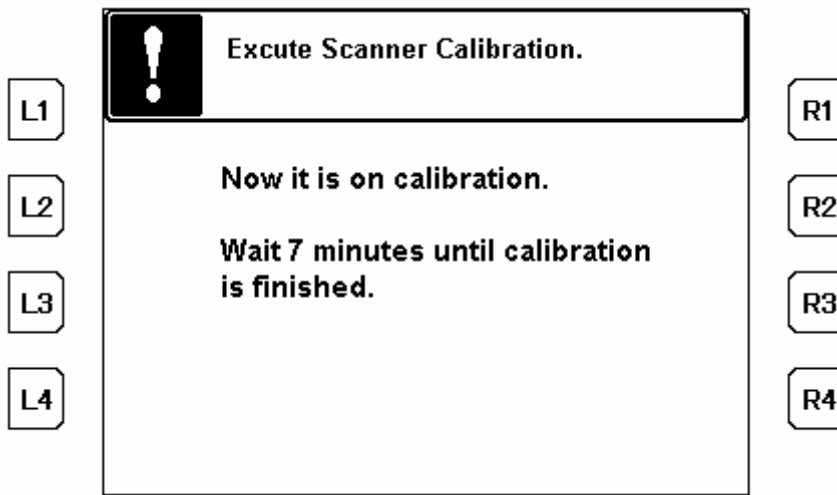 Excute Scanner Calibration.
L1
R1
Now it is on calibration.
L2
R2
Wait 7 minutes until calibration
is finished.
L3
R3
L4
R4